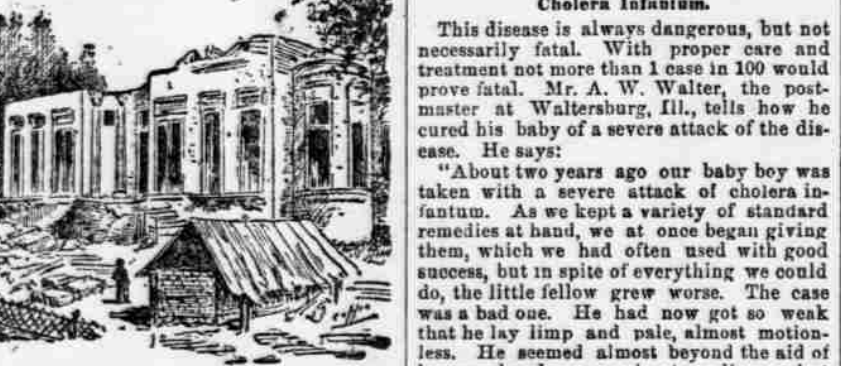 Cholera Infantum.
This disease is always dangerous, but not
necessarily fatal. With proper care and
treatment not more than 1 case in 100 would
prove fatal. Mr. A. W. Walter, the post-
master at Waltersburg, Ill., tells how he
cured his baby of a severe attack of the dis-
ease. He says:
"About two years ago our baby boy was
taken with a severe attack of cholera in-
fantum. As we kept a variety of standard
remedies at hand, we at once began giving
them, which we had often used with good
success, but in spite of everything we could
do, the little fellow grew worse. The case
was a bad one. He had now got so weak
that he lay limp and pale, almost motion-
less. He seemed almost beyond the aid of